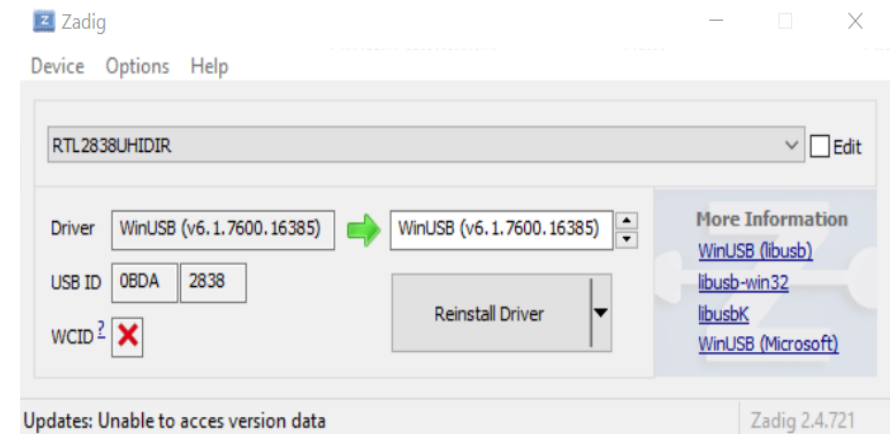 Zadig
Device Options Help
RTL2838UHIDIR
Edit
Driver WinUSB (v6.1.7600.16385) WinUSB (v6.1.7600.16385)
USB ID 0BDA 2838
WCID ?
Reinstall Driver
More Information
WinUSB (libusb)
libusb-win32
libusbK
WinUSB (Microsoft)
Updates: Unable to acces version data
Zadig 2.4.721